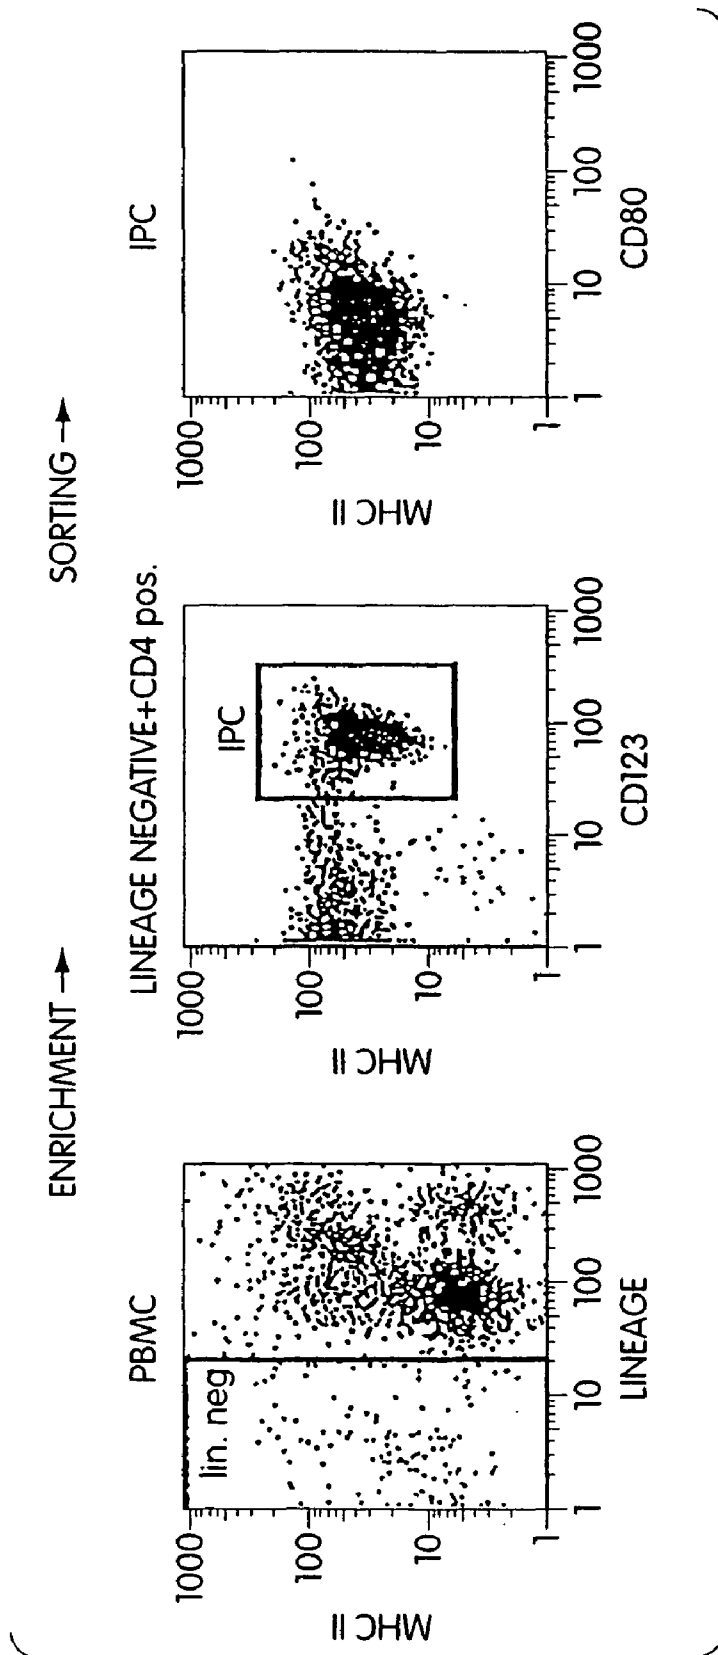 ENRICHMENT →
SORTING →
PBMC
lin. neg
1000
100
10
1
MHC II
1
10
100
1000
LINEAGE
LINEAGE NEGATIVE+CD4 pos.
IPC
1000
100
10
1
MHC II
1
10
100
1000
CD123
IPC
1000
100
10
1
MHC II
1
10
100
1000
CD80